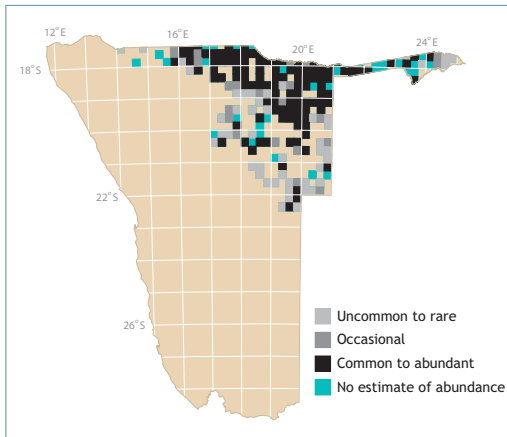 12°E
16°E
20°E
24°E
18°S
22°S
26°S
Uncommon to rare
Occasional
Common to abundant
No estimate of abundance